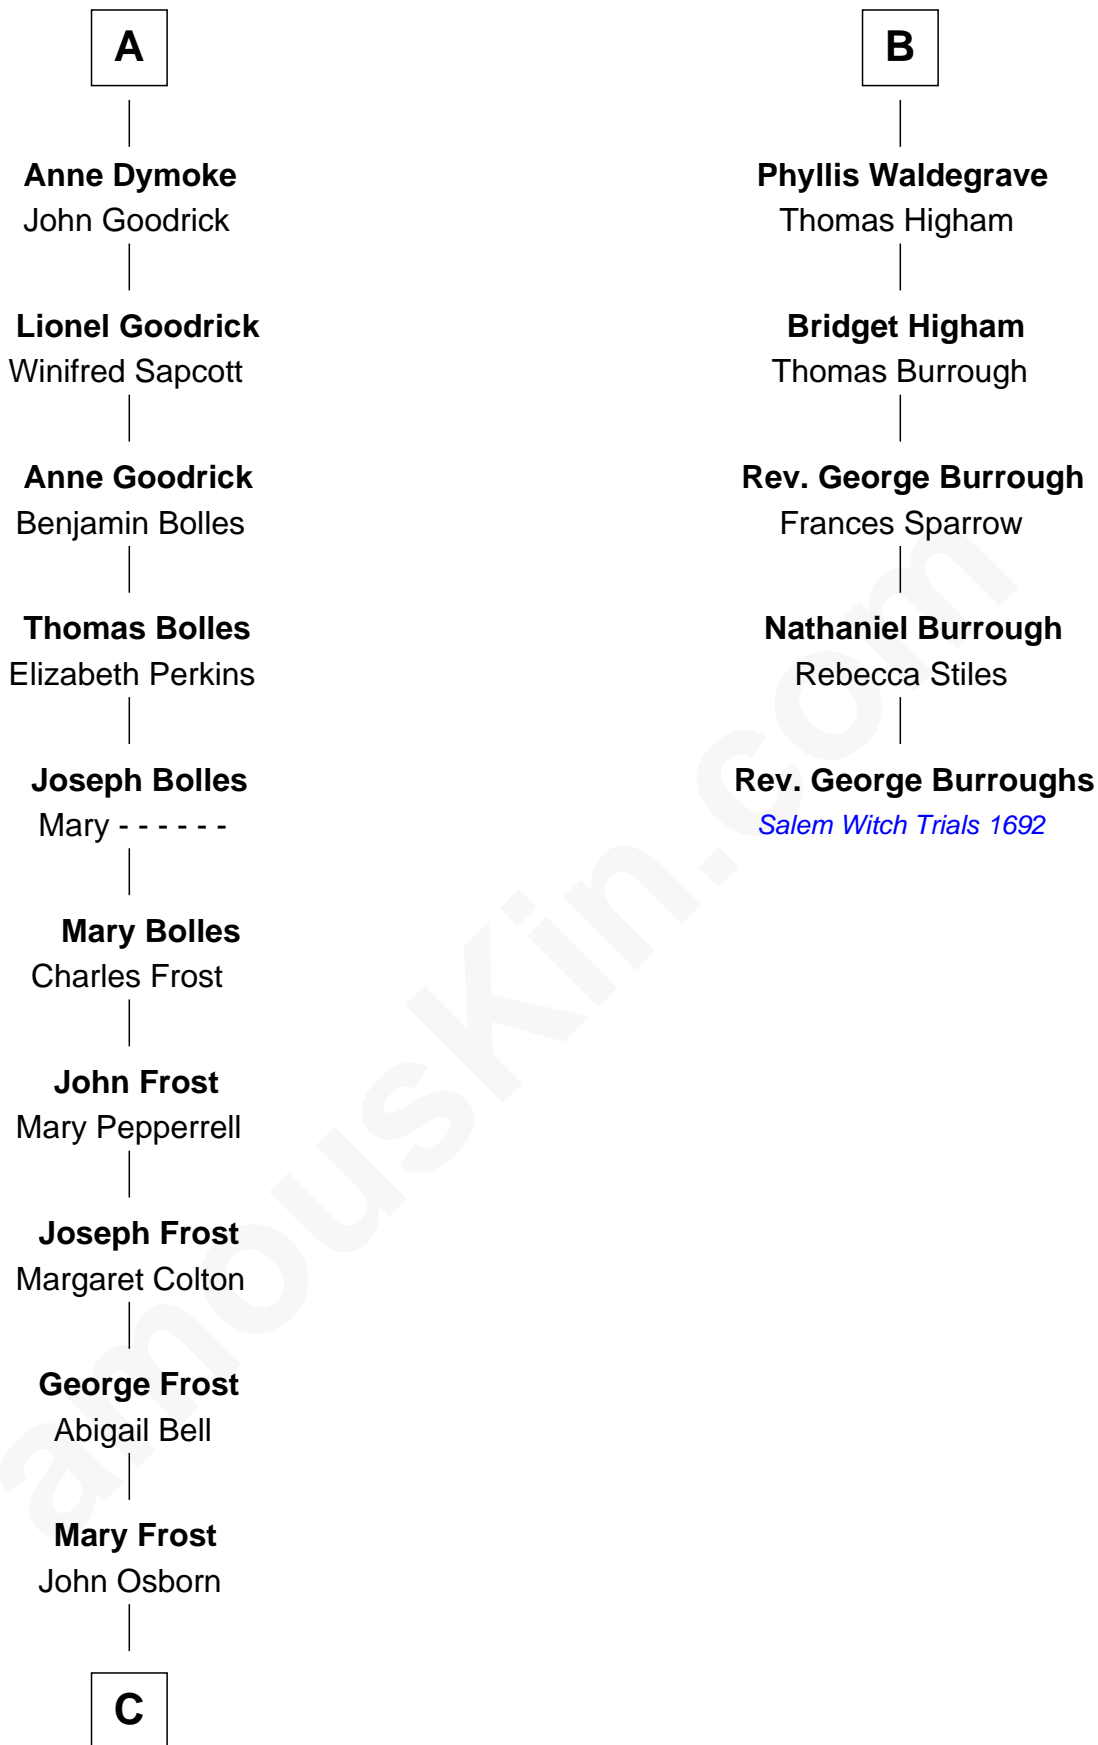 A
Anne Dymoke
John Goodrick
Lionel Goodrick
Winifred Sapcott
Anne Goodrick
Benjamin Bolles
Thomas Bolles
Elizabeth Perkins
Joseph Bolles
Mary - - - - - -
Mary Bolles
Charles Frost
John Frost
Mary Pepperrell
Joseph Frost
Margaret Colton
George Frost
Abigail Bell
Mary Frost
John Osborn
C
B
Phyllis Waldegrave
Thomas Higham
Bridget Higham
Thomas Burrough
Rev. George Burrough
Frances Sparrow
Nathaniel Burrough
Rebecca Stiles
Rev. George Burroughs
Salem Witch Trials 1692
amouskin.com